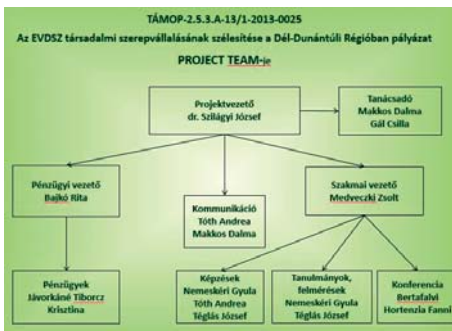 TÁMOP-2.5.3.A-13/1-2013-0025
Az EVDSZ társadalmi szerepvállalásának szélesítése a Dél-Dunántúli Régióban pályázat
PROJECT TEAM-je
Projektvezető
dr. Szilágyi József
Tanácsadó
Makkos Dalma
Gál Csilla
Pénzügyi vezető
Bajkó Rita
Kommunikáció
Tóth Andrea
Makkos Dalma
Szakmai vezető
Medveczki Zsolt
Pénzügyek
Jávorkáné Tiborcz
Krisztina
Képzések
Nemeskéri Gyula
Tóth Andrea
Téglás József
Tanulmányok,
felmérések
Nemeskéri Gyula
Téglás József
Konferencia
Bertafalvi
Hortenzia Fanni